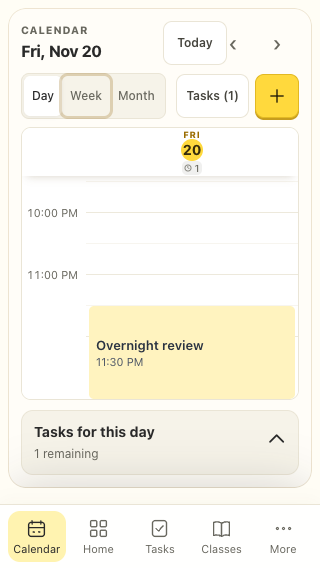 CALENDAR
Fri, Nov 20
Today
Day
Week
Month
Tasks (1)
FRI
20
1
10:00 PM
11:00 PM
Overnight review
11:30 PM
Tasks for this day
1 remaining
Calendar
Home
Tasks
Classes
More